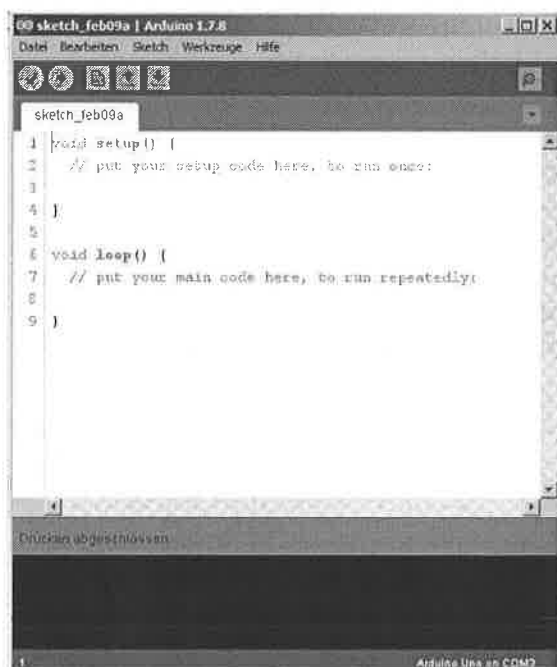 sketch_feb09a | Arduino 1.7.8
Datei Bearbeiten Sketch Werkzeuge Hilfe
sketch_feb09a
1 void setup() {
2 // put your setup code here, to run once:
3
4 }
5
6 void loop() {
7 // put your main code here, to run repeatedly:
8
9 }
Drucken abgeschlossen.
1 Arduino Uno on COM2